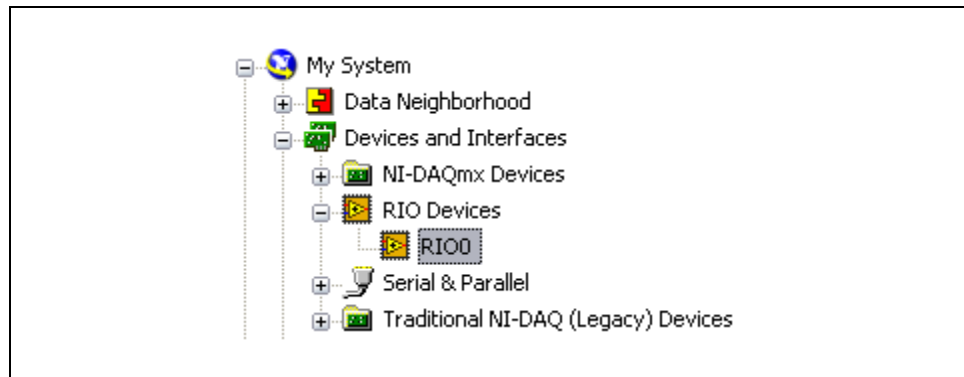 My System
Data Neighborhood
Devices and Interfaces
NI-DAQmx Devices
RIO Devices
RIO0
Serial & Parallel
Traditional NI-DAQ (Legacy) Devices